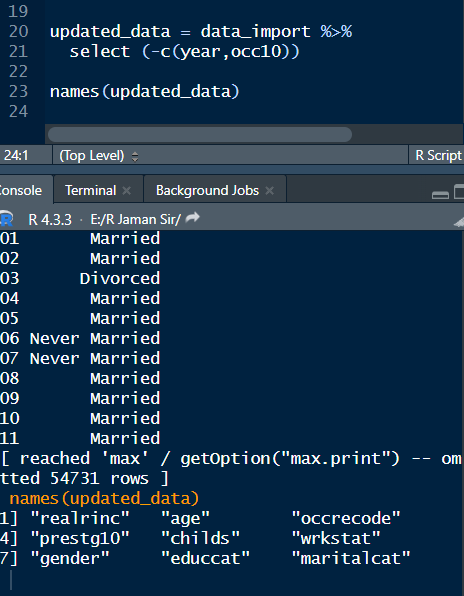 19
20 updated_data = data_import %>%
21 select (-c(year,occ10))
22
23 names(updated_data)
24
24:1 (Top Level) R Script
onsole Terminal × Background Jobs ×
R R 4.3.3 · E:/R Jaman Sir/
01 Married
02 Married
03 Divorced
04 Married
05 Married
06 Never Married
07 Never Married
08 Married
09 Married
10 Married
11 Married
[ reached 'max' / getOption("max.print") -- om
tted 54731 rows ]
names(updated_data)
1] "realrinc" "age" "occrecode"
4] "prestg10" "childs" "wrkstat"
7] "gender" "educcat" "maritalcat"